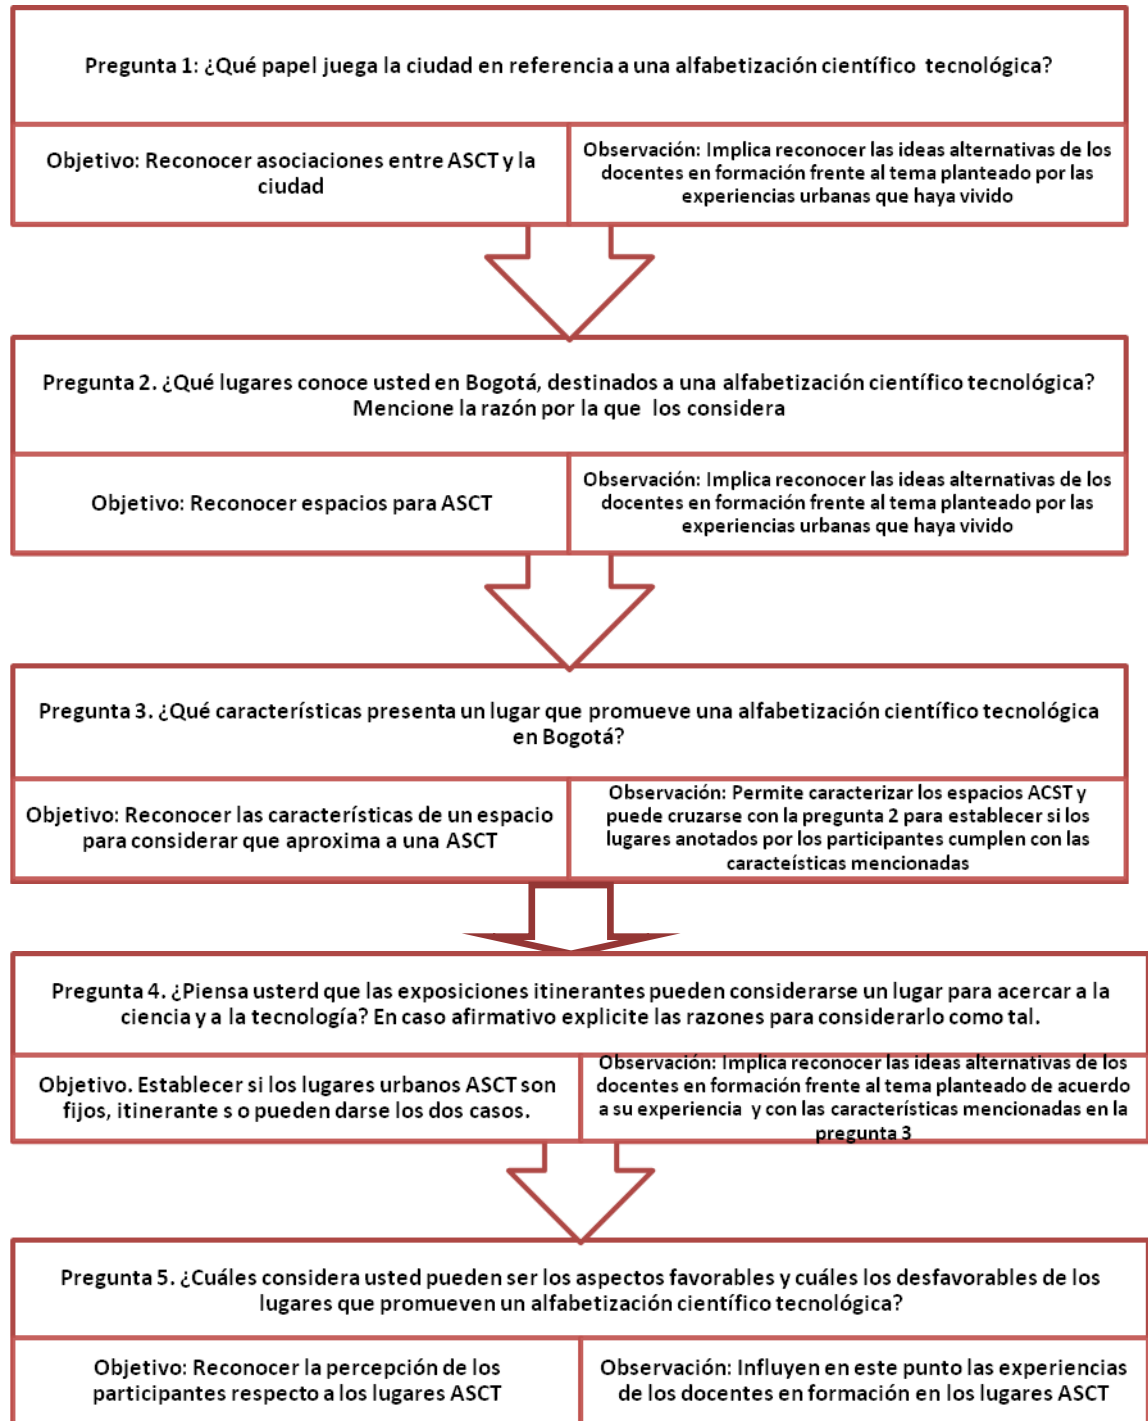 Pregunta 1: ¿Qué papel juega la ciudad en referencia a una alfabetización científico tecnológica?
Objetivo: Reconocer asociaciones entre ASCT y la
ciudad
Observación: Implica reconocer las ideas alternativas de los
docentes en formación frente al tema planteado por las
experiencias urbanas que haya vivido
Pregunta 2. ¿Qué lugares conoce usted en Bogotá, destinados a una alfabetización científico tecnológica?
Mencione la razón por la que los considera
Objetivo: Reconocer espacios para ASCT
Observación: Implica reconocer las ideas alternativas de los
docentes en formación frente al tema planteado por las
experiencias urbanas que haya vivido
Pregunta 3. ¿Qué características presenta un lugar que promueve una alfabetización científico tecnológica
en Bogotá?
Objetivo: Reconocer las características de un espacio
para considerar que aproxima a una ASCT
Observación: Permite caracterizar los espacios ACST y
puede cruzarse con la pregunta 2 para establecer si los
lugares anotados por los participantes cumplen con las
caracteísticas mencionadas
Pregunta 4. ¿Piensa usterd que las exposiciones itinerantes pueden considerarse un lugar para acercar a la
ciencia y a la tecnología? En caso afirmativo explicite las razones para considerarlo como tal.
Objetivo. Establecer si los lugares urbanos ASCT son
fijos, itinerante s o pueden darse los dos casos.
Observación: Implica reconocer las ideas alternativas de los
docentes en formación frente al tema planteado de acuerdo
a su experiencia y con las características mencionadas en la
pregunta 3
Pregunta 5. ¿Cuáles considera usted pueden ser los aspectos favorables y cuáles los desfavorables de los
lugares que promueven un alfabetización científico tecnológica?
Objetivo: Reconocer la percepción de los
participantes respecto a los lugares ASCT
Observación: Influyen en este punto las experiencias
de los docentes en formación en los lugares ASCT